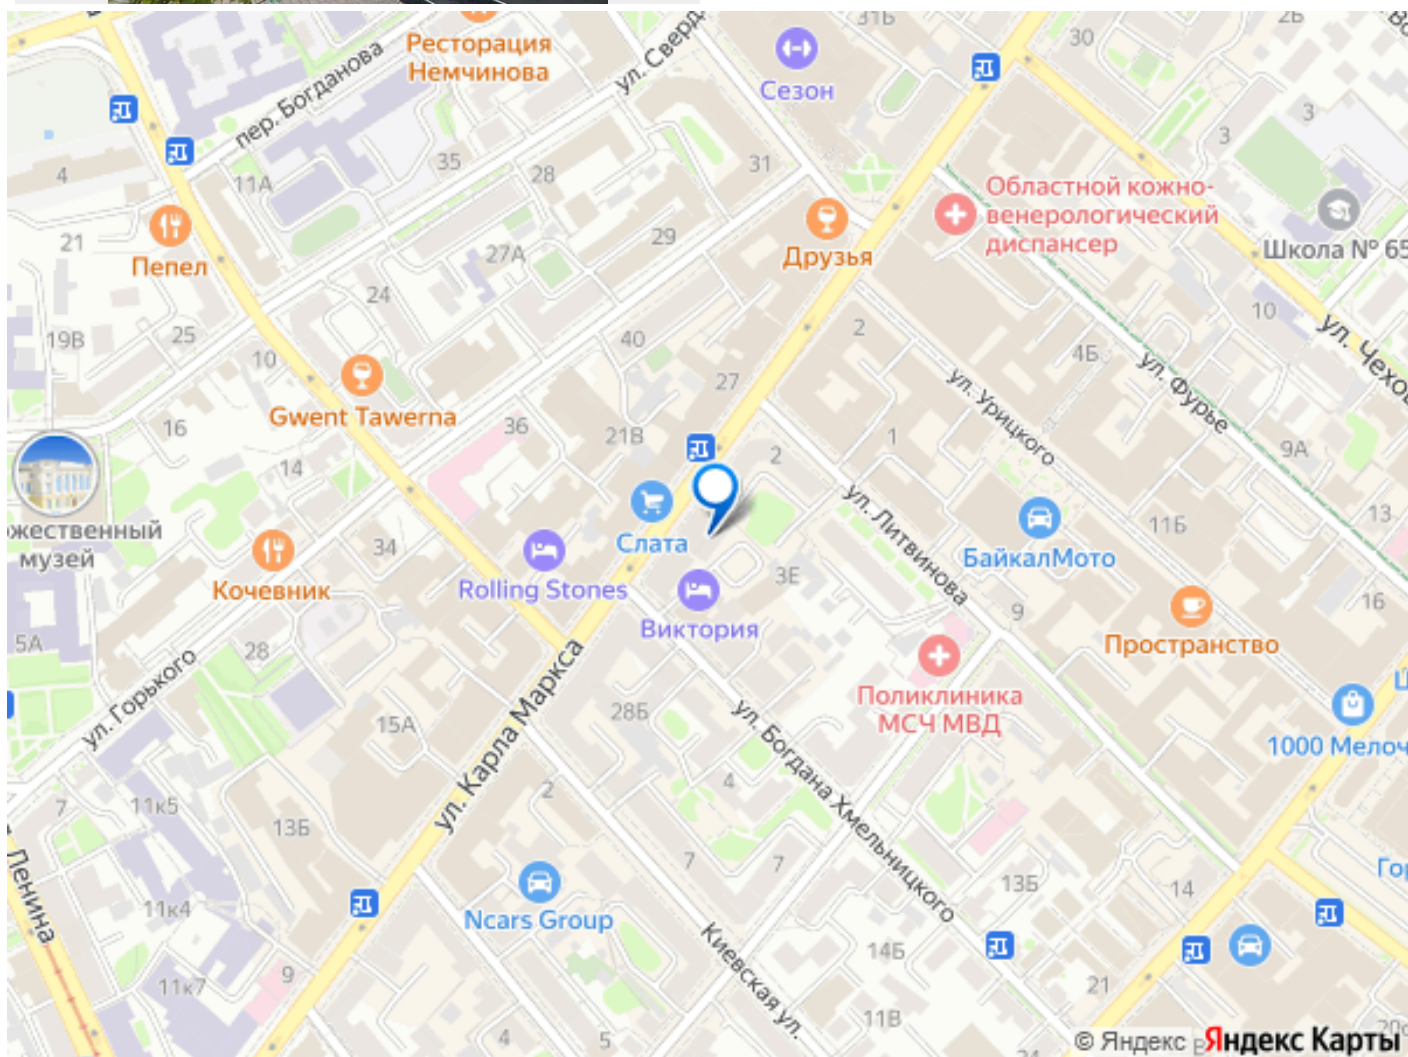 31Б
2Б
30
Ресторация
Немчинова
ул. Сверд
Сезон
пер. Богданова
3
3
4
35
11А
28
31
Областной кожно-
венерологический
диспансер
21
Пепел
27А
29
Друзья
Школа № 65
24
19В
25
10
40
2
10
4Б
ул. Чехо
ул. Фурье
Gwent Tawerna
27
ул. Урицкого
16
36
21В
1
9А
14
2
ул. Литвинова
ожественный
музей
34
Слата
11Б
13
БайкалМото
Кочевник
Rolling Stones
3Е
16
5А
Виктория
9
Пространство
28
ул. Горького
Поликлиника
МСЧ МВД
15А
28Б
ул. Карла Маркса
ул. Богдана Хмельницкого
1000 Мелоч
7
11к5
13Б
2
4
7
7
Ленина
11к4
Ncars Group
13Б
14
Гор
Киевская ул.
14Б
11к7
9
21
4
5
11В
© Яндекс
Яндекс Карты